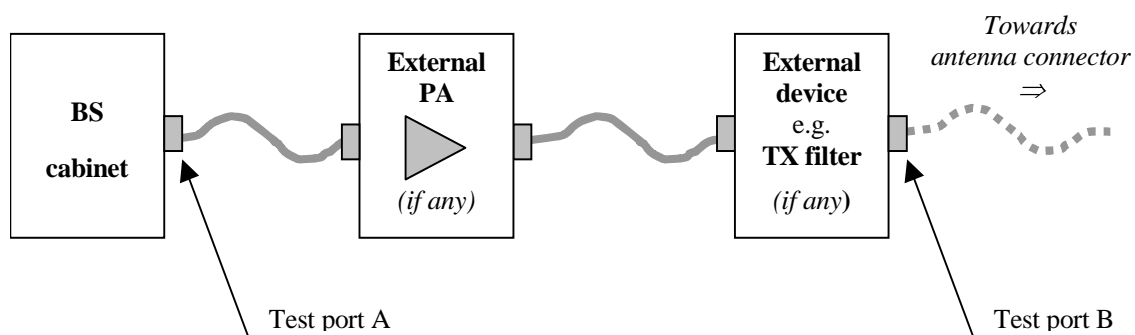 BS
cabinet
External
PA
(if any)
External
device
e.g.
TX filter
(if any)
Towards
antenna connector
⇒
Test port A
Test port B